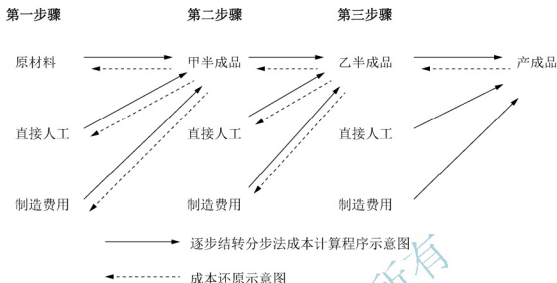 第一步骤 第二步骤 第三步骤
原材料 甲半成品 乙半成品 产成品
直接人工 直接人工 直接人工
制造费用 制造费用 制造费用
逐步结转分步法成本计算程序示意图
成本还原示意图
所有